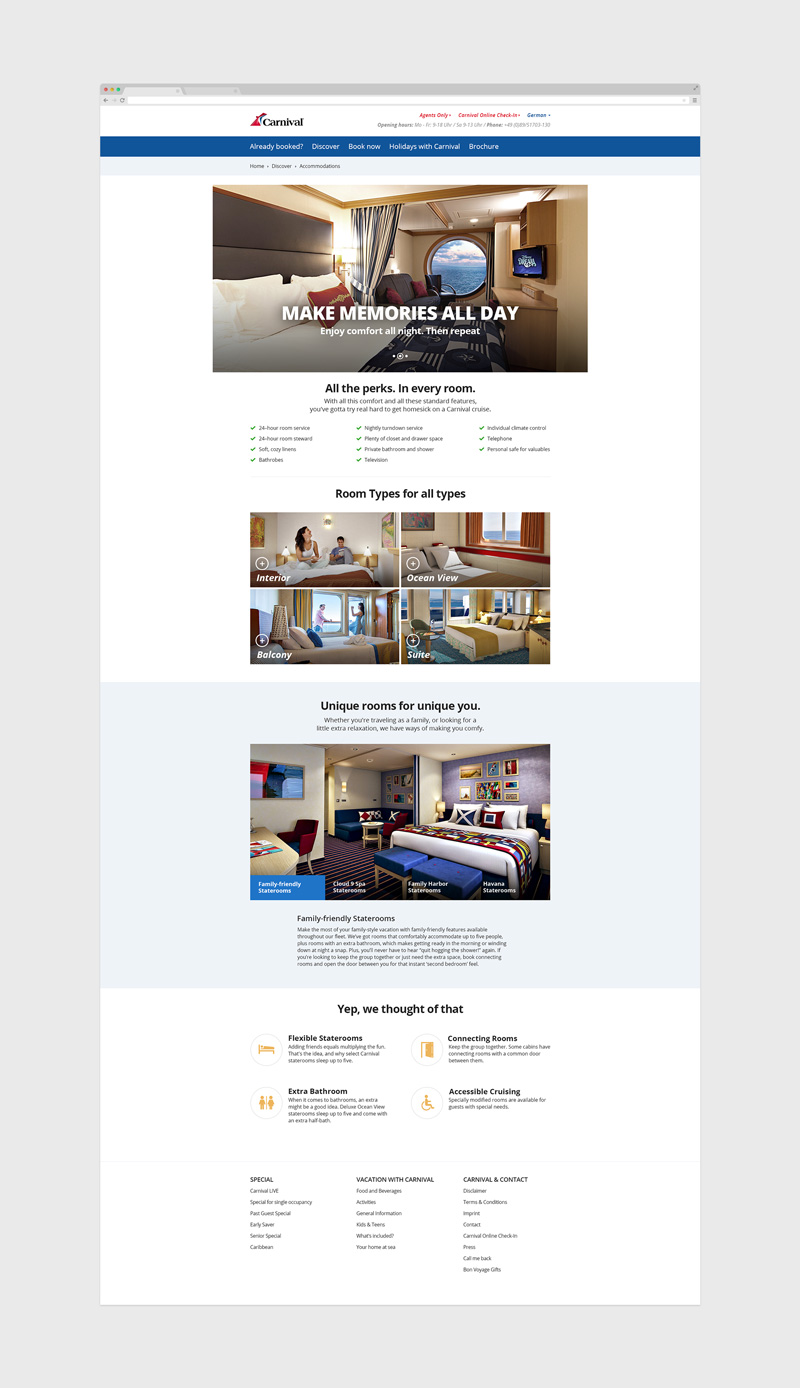 Carnival
Agents Only
Carnival Online Check-In
German
Opening hours: Mo - Fr: 9-18 Uhr / Sa 9-13 Uhr / Phone: +49 (0)89/51703-130
Already booked? Discover Book now Holidays with Carnival Brochure
Home Discover Accommodations
DREAM
MAKE MEMORIES ALL DAY
Enjoy comfort all night. Then repeat
All the perks. In every room.
With all this comfort and all these standard features,
you've gotta try real hard to get homesick on a Carnival cruise.
24-hour room service
24-hour room steward
Soft, cozy linens
Bathrobes
Nightly turndown service
Plenty of closet and drawer space
Private bathroom and shower
Television
Individual climate control
Telephone
Personal safe for valuables
Room Types for all types
Interior
Ocean View
Balcony
Suite
Unique rooms for unique you.
Whether you're traveling as a family, or looking for a
little extra relaxation, we have ways of making you comfy.
Family-friendly
Staterooms
Cloud 9 Spa
Staterooms
Family Harbor
Staterooms
Havana
Staterooms
Family-friendly Staterooms
Make the most of your family-style vacation with family-friendly features available
throughout our fleet. We've got rooms that comfortably accommodate up to five people,
plus rooms with an extra bathroom, which makes getting ready in the morning or winding
down at night a snap. Plus, you'll never have to hear "quit hogging the shower!" again. If
you're looking to keep the group together or just need the extra space, book connecting
rooms and open the door between you for that instant 'second bedroom' feel.
Yep, we thought of that
Flexible Staterooms
Adding friends equals multiplying the fun.
That's the idea, and why select Carnival
staterooms sleep up to five.
Connecting Rooms
Keep the group together. Some cabins have
connecting rooms with a common door
between them.
Extra Bathroom
When it comes to bathrooms, an extra
might be a good idea. Deluxe Ocean View
staterooms sleep up to five and come with
an extra half-bath.
Accessible Cruising
Specially modified rooms are available for
guests with special needs.
SPECIAL
Carnival LIVE
Special for single occupancy
Past Guest Special
Early Saver
Senior Special
Caribbean
VACATION WITH CARNIVAL
Food and Beverages
Activities
General Information
Kids & Teens
What's included?
Your home at sea
CARNIVAL & CONTACT
Disclaimer
Terms & Conditions
Imprint
Contact
Carnival Online Check-In
Press
Call me back
Bon Voyage Gifts